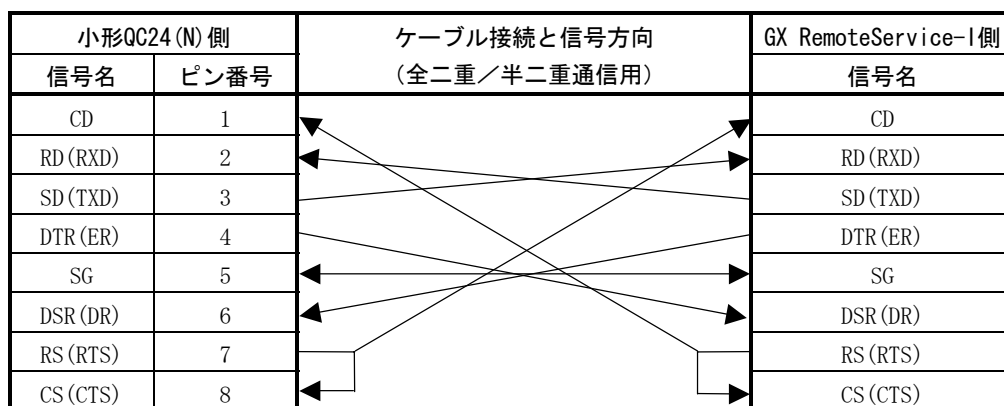 小形QC24(N)側 ケーブル接続と信号方向 GX RemoteService-I側
信号名 ピン番号 (全二重／半二重通信用) 信号名
CD 1 CD
RD(RXD) 2 RD(RXD)
SD(TXD) 3 SD(TXD)
DTR(ER) 4 DTR(ER)
SG 5 SG
DSR(DR) 6 DSR(DR)
RS(RTS) 7 RS(RTS)
CS(CTS) 8 CS(CTS)